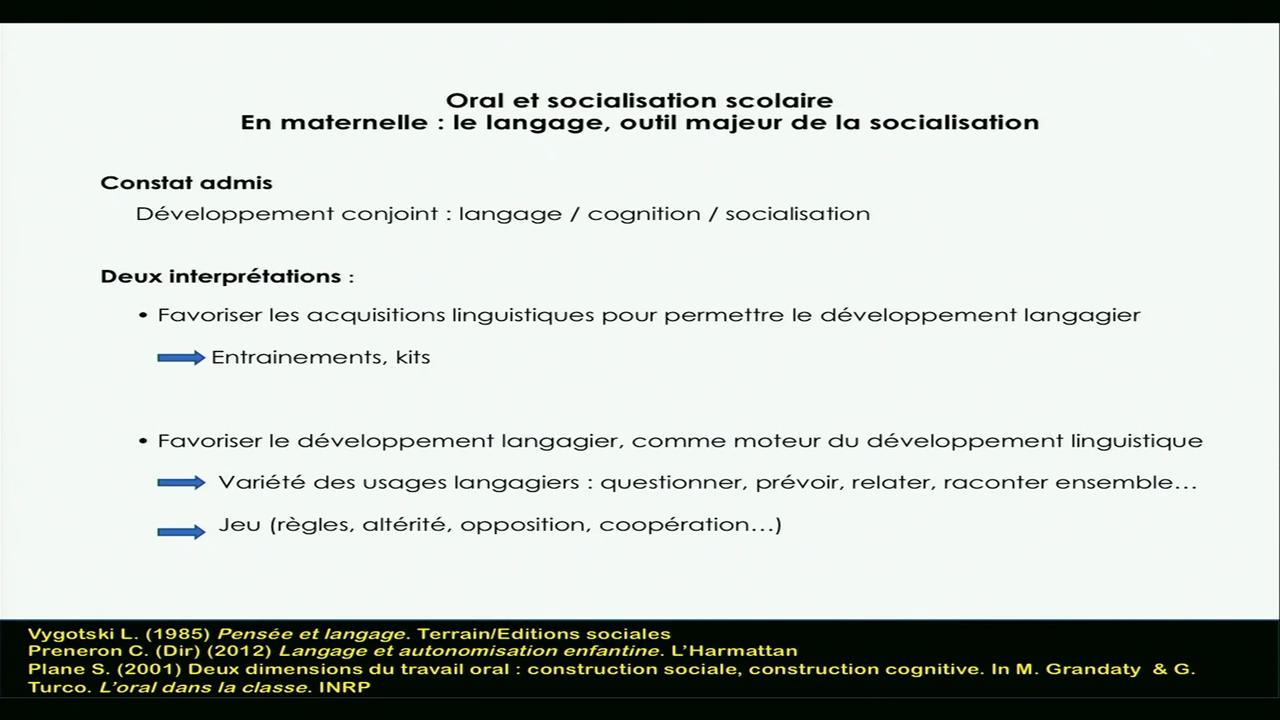 Oral et socialisation scolaire
En maternelle : le langage, outil majeur de la socialisation
Constat admis
Développement conjoint : langage / cognition / socialisation
Deux interprétations :
• Favoriser les acquisitions linguistiques pour permettre le développement langagier
Entrainements, kits
• Favoriser le développement langagier, comme moteur du développement linguistique
Variété des usages langagiers : questionner, prévoir, relater, raconter ensemble…
Jeu (règles, altérité, opposition, coopération…)
Vygotski L. (1985) Pensée et langage. Terrain/Editions sociales
Preneron C. (Dir) (2012) Langage et autonomisation enfantine. L’Harmattan
Plane S. (2001) Deux dimensions du travail oral : construction sociale, construction cognitive. In M. Grandaty & G.
Turco. L’oral dans la classe. INRP